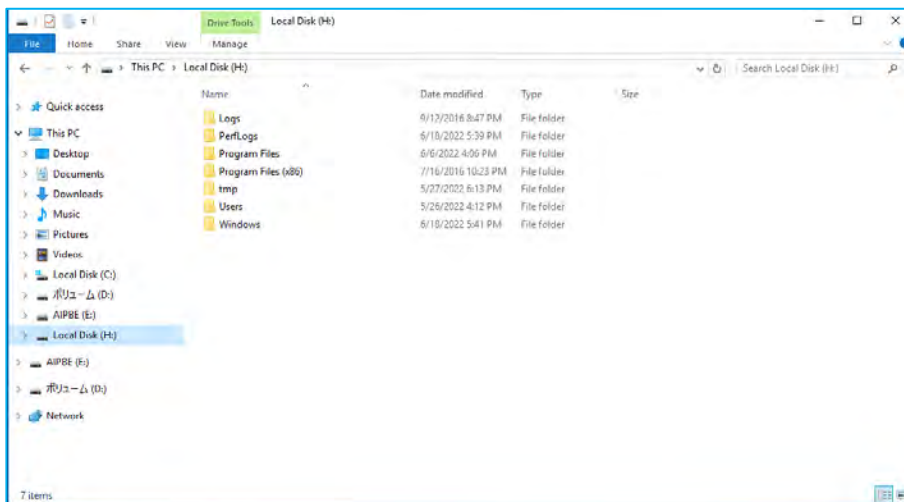 Drive Tools Local Disk (H:)
File Home Share View Manage
This PC Local Disk (H:) Search Local Disk (H:)
Name Date modified Type Size
Quick access
This PC
Desktop
Documents
Downloads
Music
Pictures
Videos
Local Disk (C:)
ボリューム (D:)
AIPBE (E:)
Local Disk (H:)
AIPBE (E:)
ボリューム (D:)
Network
Logs 9/12/2016 8:47 PM File folder
PerfLogs 6/18/2022 5:39 PM File folder
Program Files 6/6/2022 4:06 PM File folder
Program Files (x86) 7/16/2016 10:23 PM File folder
tmp 5/27/2022 6:13 PM File folder
Users 5/26/2022 4:12 PM File folder
Windows 6/18/2022 5:41 PM File folder
7 items